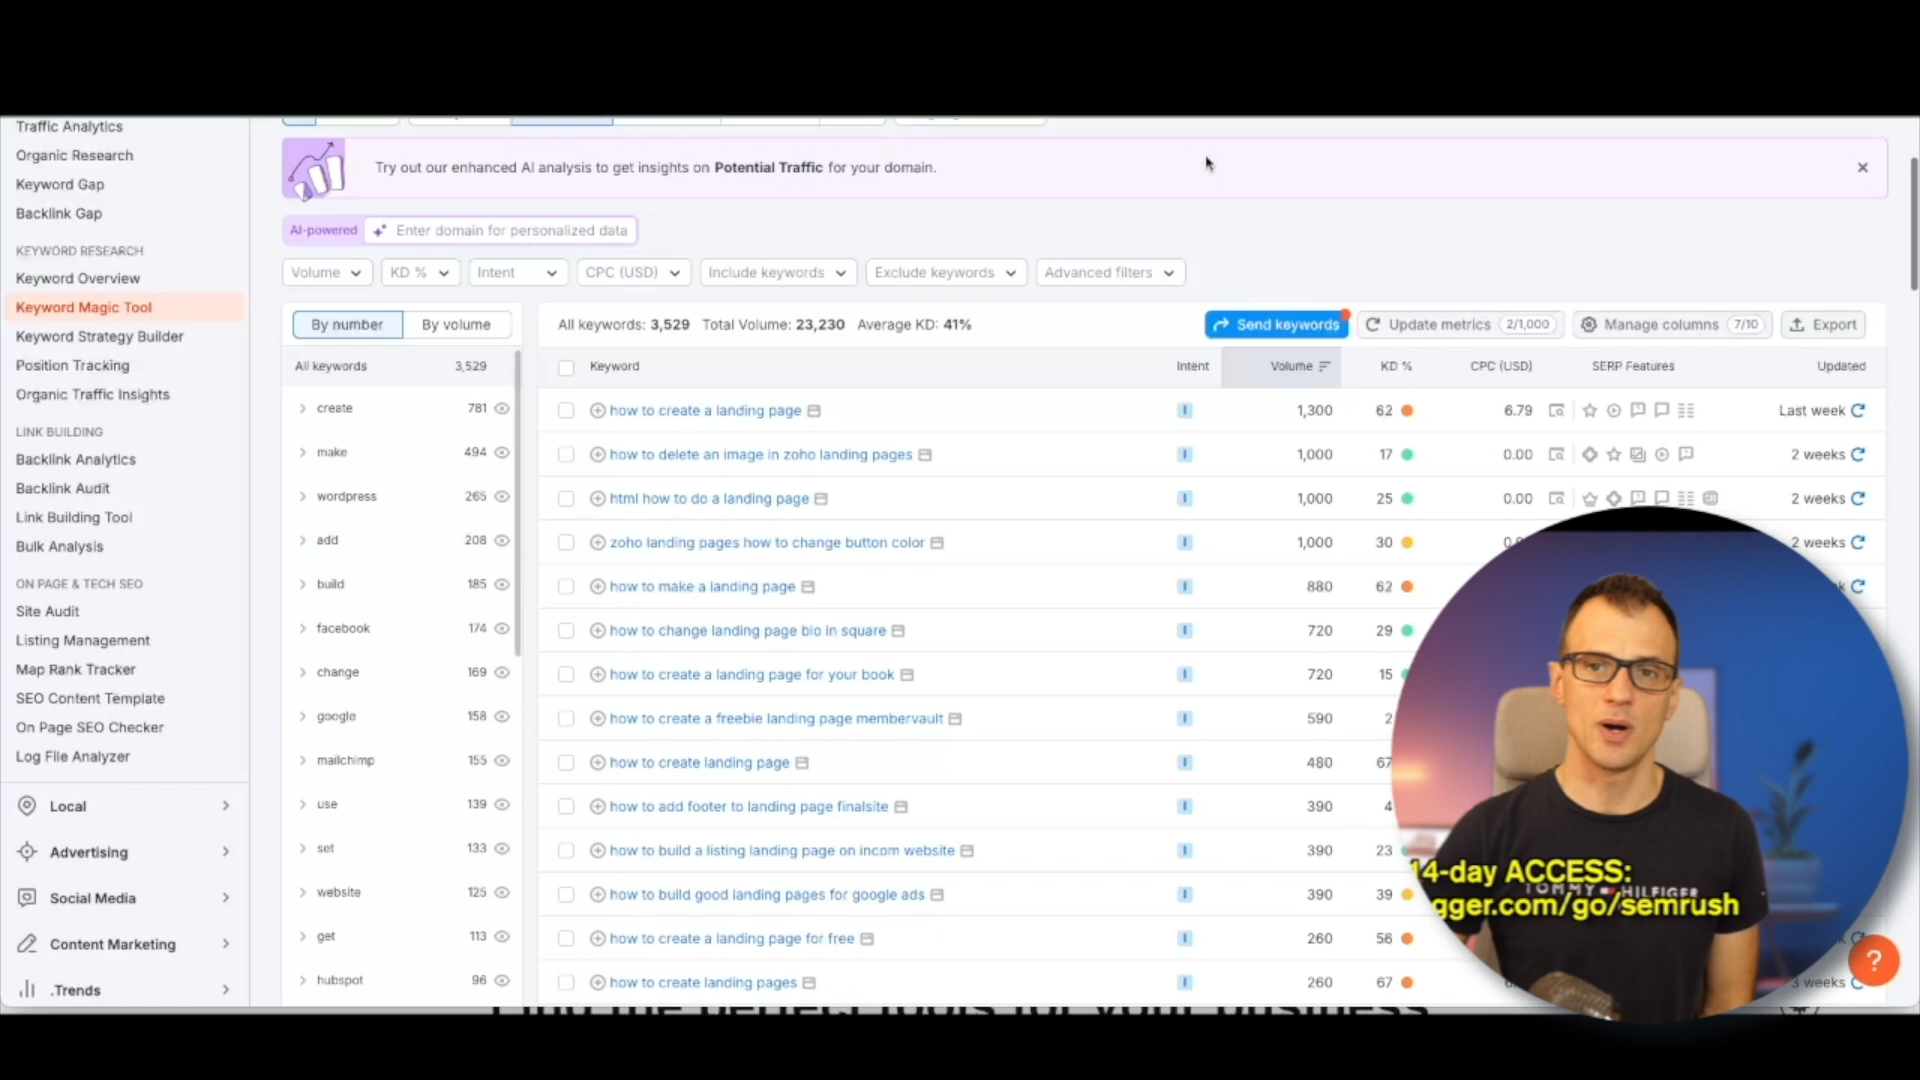 Traffic Analytics
Organic Research
Keyword Gap
Backlink Gap
KEYWORD RESEARCH
Keyword Overview
Keyword Magic Tool
Keyword Strategy Builder
Position Tracking
Organic Traffic Insights
LINK BUILDING
Backlink Analytics
Backlink Audit
Link Building Tool
Bulk Analysis
ON PAGE & TECH SEO
Site Audit
Listing Management
Map Rank Tracker
SEO Content Template
On Page SEO Checker
Log File Analyzer
Local
Advertising
Social Media
Content Marketing
.Trends
Try out our enhanced AI analysis to get insights on Potential Traffic for your domain.
AI-powered Enter domain for personalized data
Volume KD % Intent CPC (USD) Include keywords Exclude keywords Advanced filters
By number By volume
All keywords 3,529
create 781
make 494
wordpress 265
add 208
build 185
facebook 174
change 169
google 158
mailchimp 155
use 139
set 133
website 125
get 113
hubspot 96
All keywords: 3,529 Total Volume: 23,230 Average KD: 41%
Send keywords Update metrics 2/1,000 Manage columns 7/10 Export
Keyword Intent Volume KD % CPC (USD) SERP Features Updated
how to create a landing page I 1,300 62 6.79 Last week
how to delete an image in zoho landing pages I 1,000 17 0.00 2 weeks
html how to do a landing page I 1,000 25 0.00 2 weeks
zoho landing pages how to change button color I 1,000 30 2 weeks
how to make a landing page I 880 62
how to change landing page bio in square I 720 29
how to create a landing page for your book I 720 15
how to create a freebie landing page membervault I 590 2
how to create landing page I 480 67
how to add footer to landing page finalsite I 390 4
how to build a listing landing page on incom website I 390 23
how to build good landing pages for google ads I 390 39
how to create a landing page for free I 260 56
how to create landing pages I 260 67 3 weeks
14-day ACCESS:
gger.com/go/semrush
TOMMY HILFIGER
?
Find the perfect tools for your business